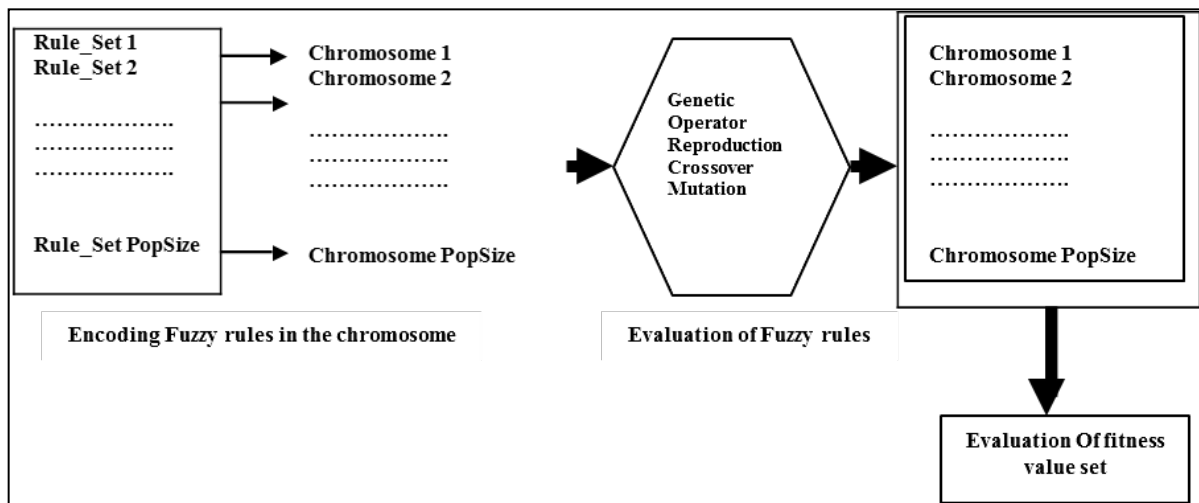 Rule_Set 1
Rule_Set 2
...................
...................
...................
Rule_Set PopSize
Chromosome 1
Chromosome 2
...................
...................
...................
Chromosome PopSize
Encoding Fuzzy rules in the chromosome
Genetic
Operator
Reproduction
Crossover
Mutation
Evaluation of Fuzzy rules
Chromosome 1
Chromosome 2
...................
...................
...................
Chromosome PopSize
Evaluation Of fitness
value set